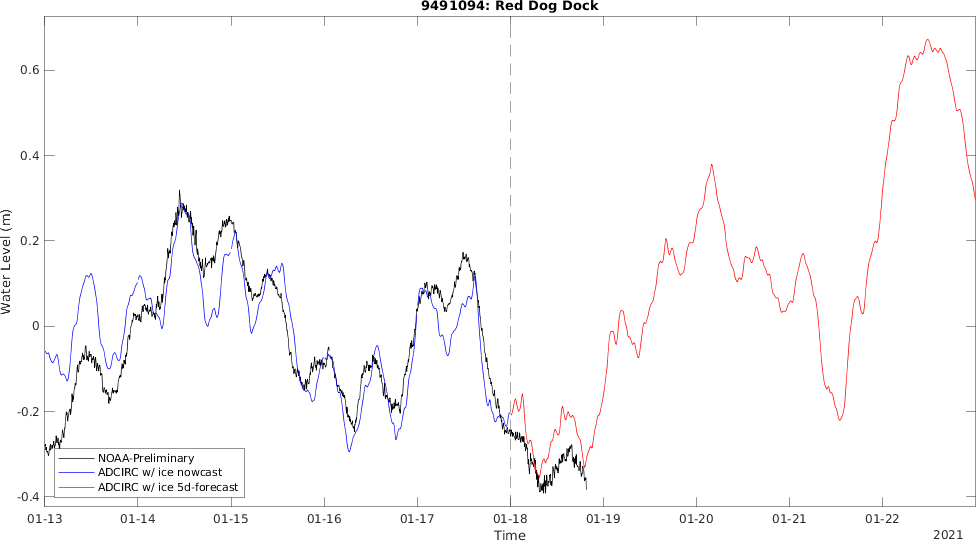 9491094: Red Dog Dock
Water Level (m)
0.6
0.4
0.2
0
-0.2
-0.4
NOAA-Preliminary
ADCIRC w/ ice nowcast
ADCIRC w/ ice 5d-forecast
01-13 01-14 01-15 01-16 01-17 01-18 01-19 01-20 01-21 01-22
Time
2021